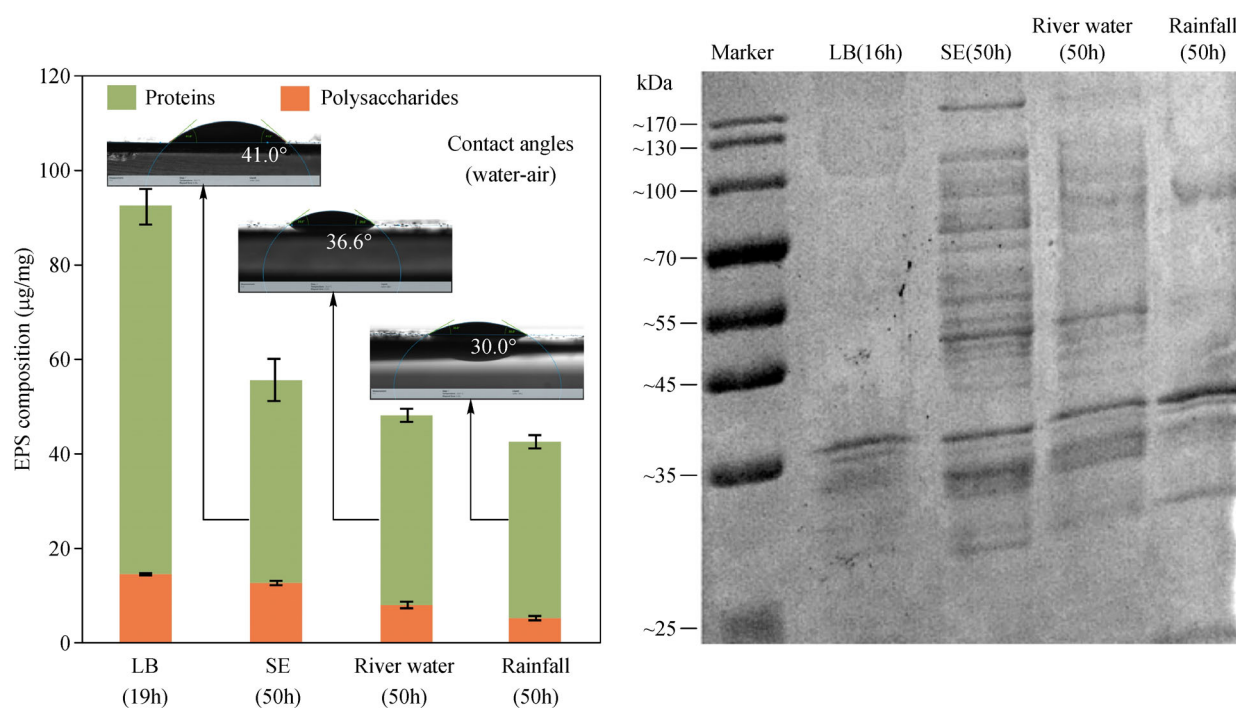 120
100
80
60
40
20
0
EPS composition (μg/mg)
Proteins
Polysaccharides
Contact angles
(water-air)
41.0°
36.6°
30.0°
LB
(19h)
SE
(50h)
River water
(50h)
Rainfall
(50h)
Marker
LB(16h)
SE(50h)
River water
(50h)
Rainfall
(50h)
kDa
~170
~130
~100
~70
~55
~45
~35
~25